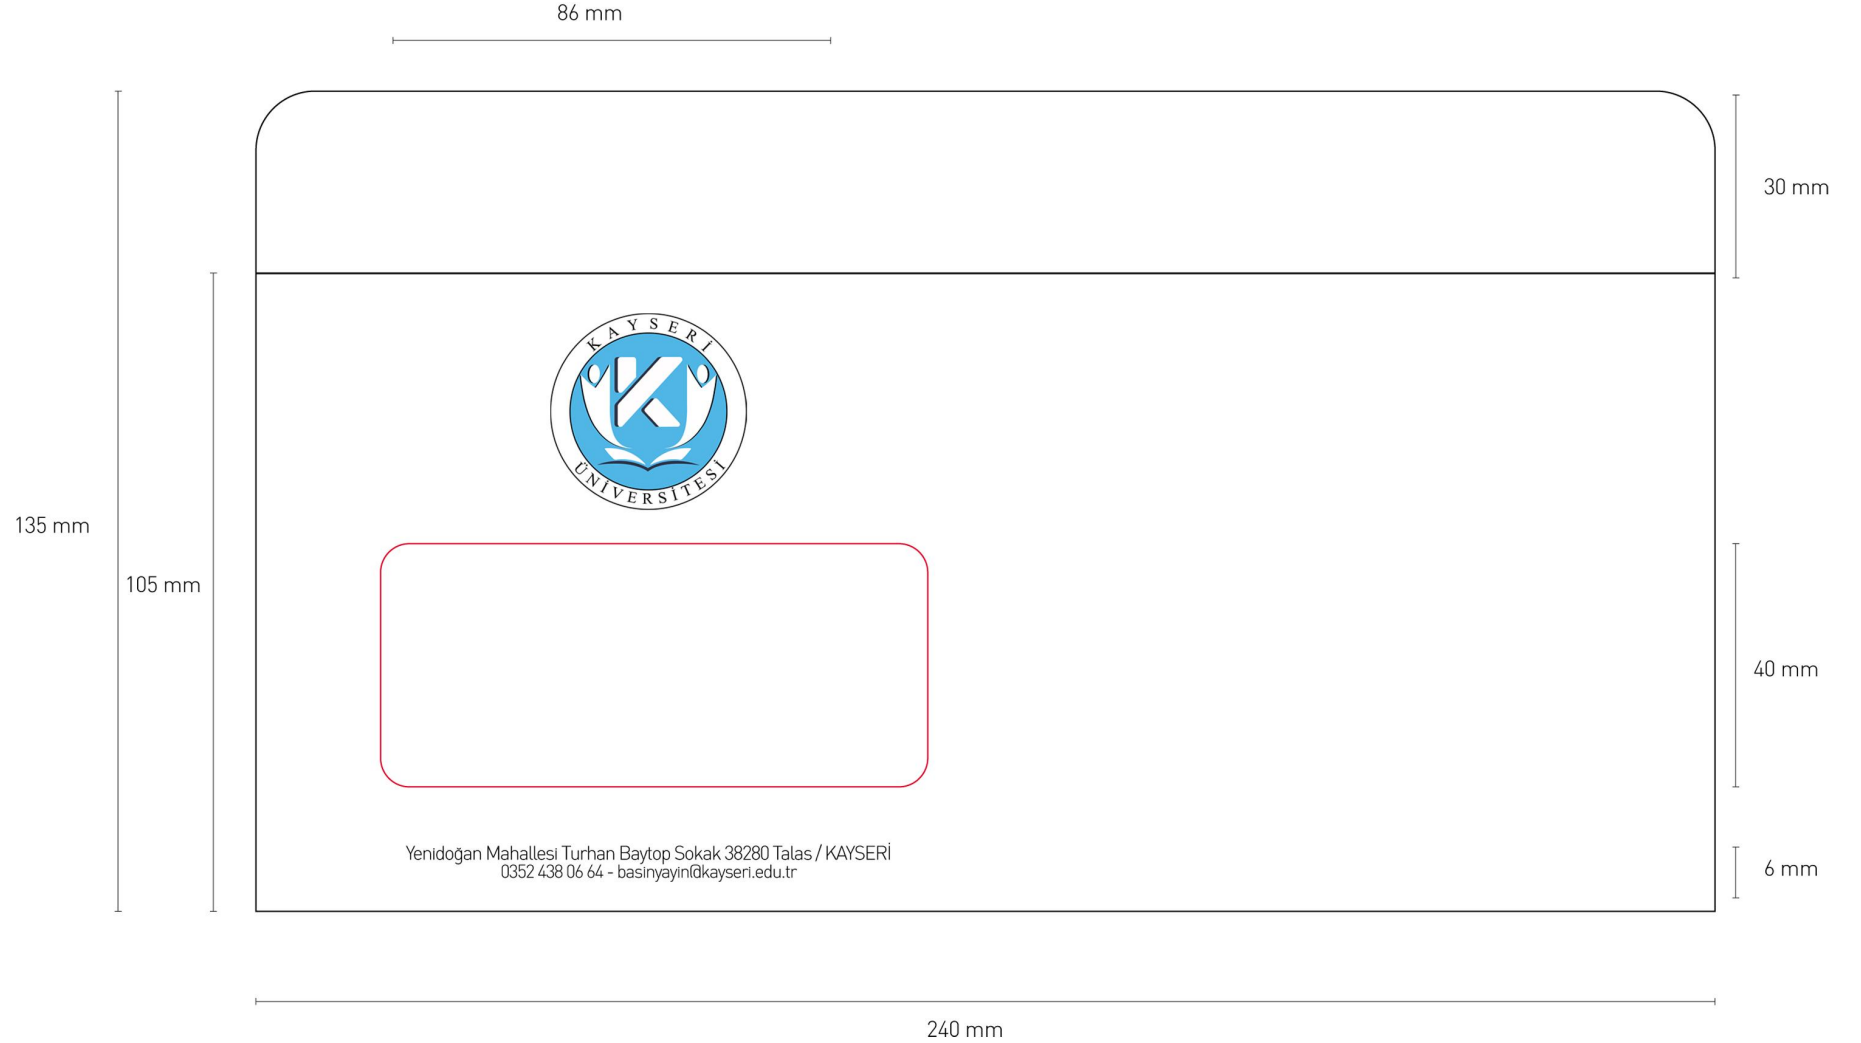 86 mm
30 mm
KAYSERİ
ÜNİVERSİTESİ
135 mm
105 mm
40 mm
Yenidoğan Mahallesi Turhan Baytop Sokak 38280 Talas / KAYSERİ
0352 438 06 64 - basinyayin@kayseri.edu.tr
6 mm
240 mm